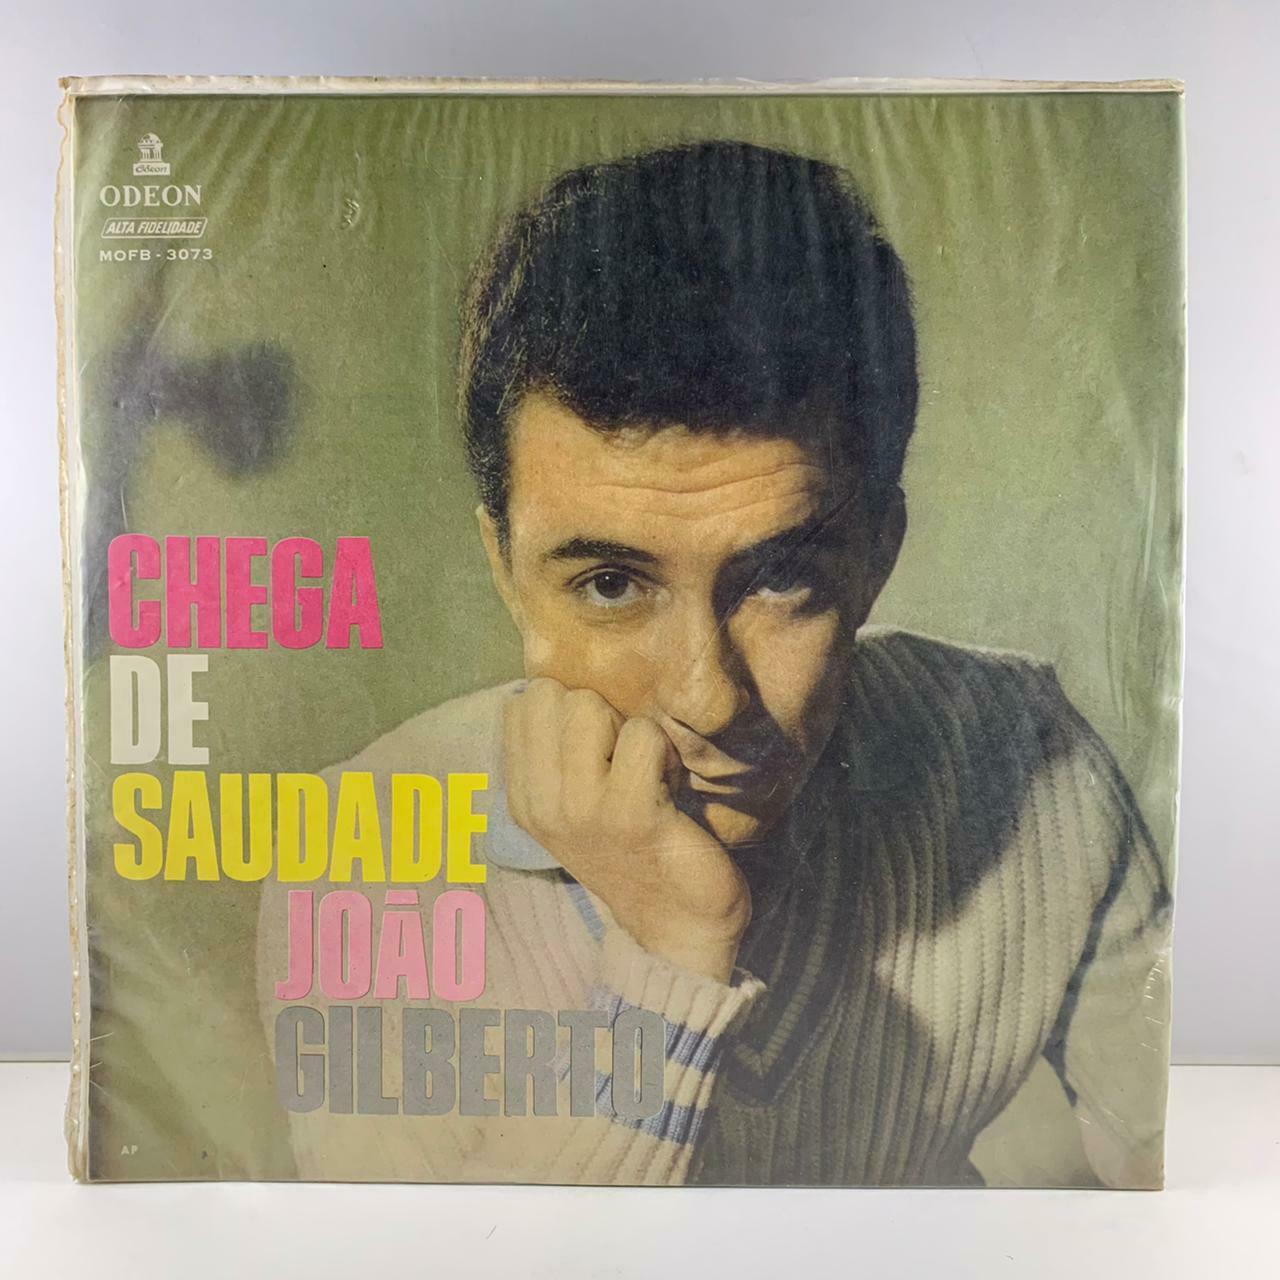 Odeon
ODEON
ALTA FIDELIDADE
MOFB - 3073
CHEGA
DE
SAUDADE
JOÃO
GILBERTO
AP